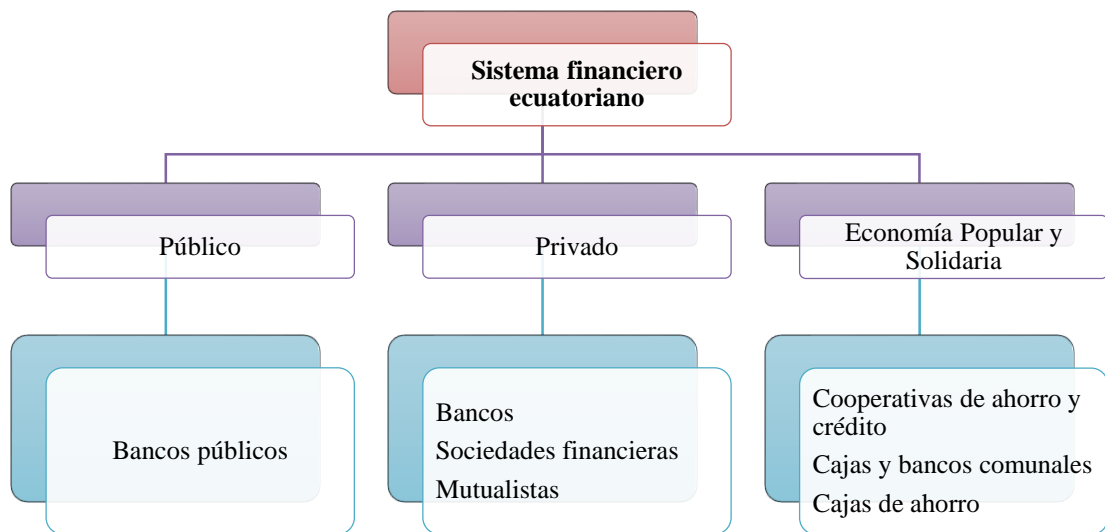 Sistema financiero
ecuatoriano
Público
Privado
Economía Popular y
Solidaria
Bancos públicos
Bancos
Sociedades financieras
Mutualistas
Cooperativas de ahorro y
crédito
Cajas y bancos comunales
Cajas de ahorro